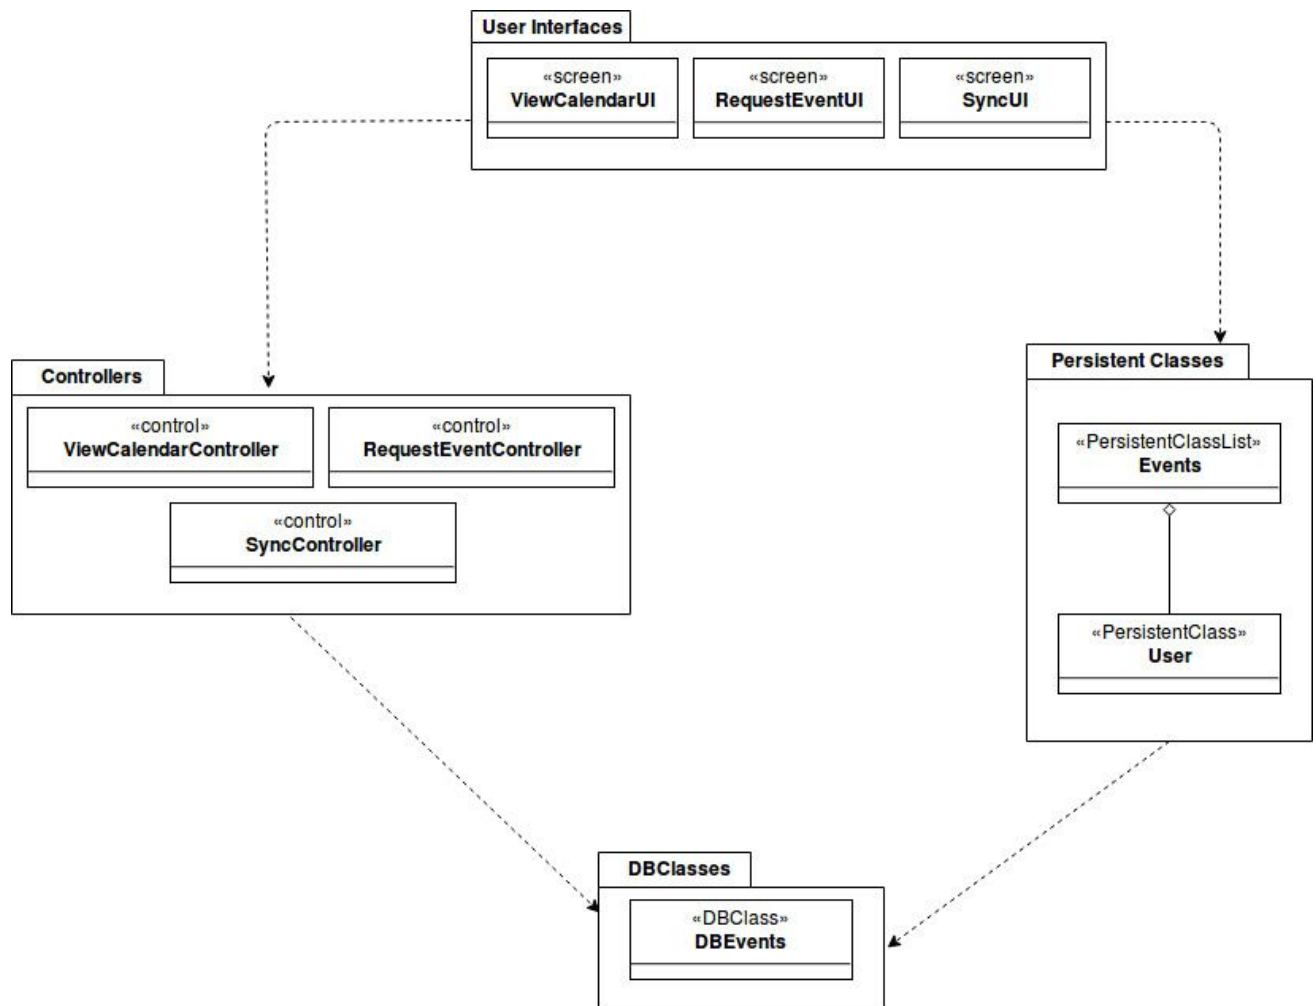 User Interfaces
«screen»
ViewCalendarUI
«screen»
RequestEventUI
«screen»
SyncUI
Controllers
«control»
ViewCalendarController
«control»
RequestEventController
«control»
SyncController
Persistent Classes
«PersistentClassList»
Events
«PersistentClass»
User
DBClasses
«DBClass»
DBEvents